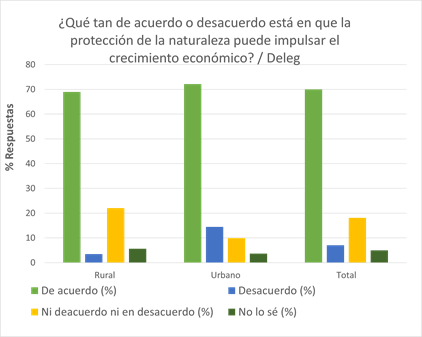 ¿Qué tan de acuerdo o desacuerdo está en que la
protección de la naturaleza puede impulsar el
crecimiento económico? / Deleg
80
70
60
50
40
30
20
10
0
% Respuestas
Rural Urbano Total
De acuerdo (%) Desacuerdo (%)
Ni deacuerdo ni en desacuerdo (%) No lo sé (%)